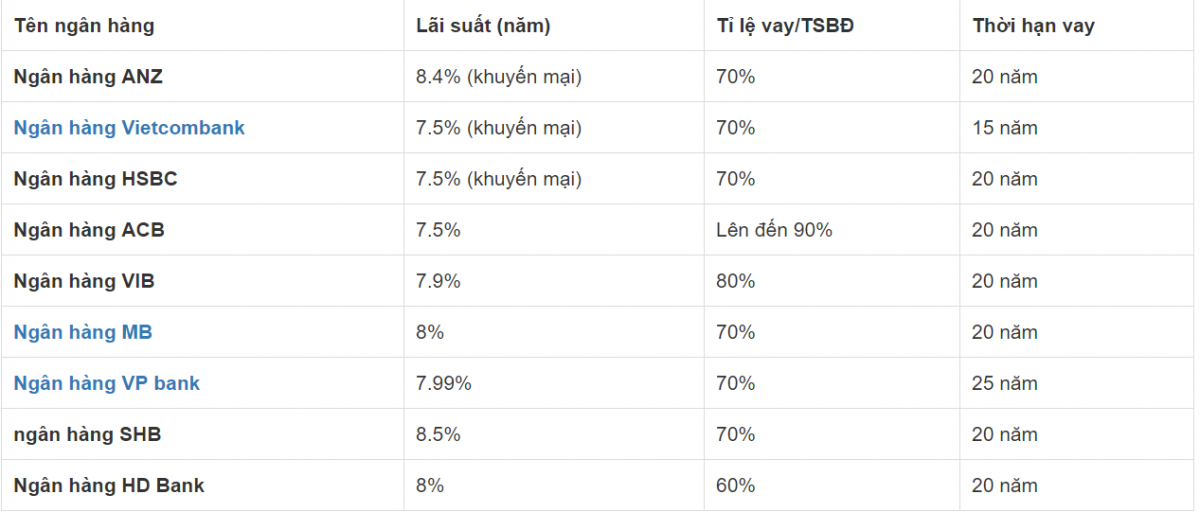 Tên ngân hàng Lãi suất (năm) Tỉ lệ vay/TSBĐ Thời hạn vay
Ngân hàng ANZ 8.4% (khuyến mại) 70% 20 năm
Ngân hàng Vietcombank 7.5% (khuyến mại) 70% 15 năm
Ngân hàng HSBC 7.5% (khuyến mại) 70% 20 năm
Ngân hàng ACB 7.5% Lên đến 90% 20 năm
Ngân hàng VIB 7.9% 80% 20 năm
Ngân hàng MB 8% 70% 20 năm
Ngân hàng VP bank 7.99% 70% 25 năm
ngân hàng SHB 8.5% 70% 20 năm
Ngân hàng HD Bank 8% 60% 20 năm